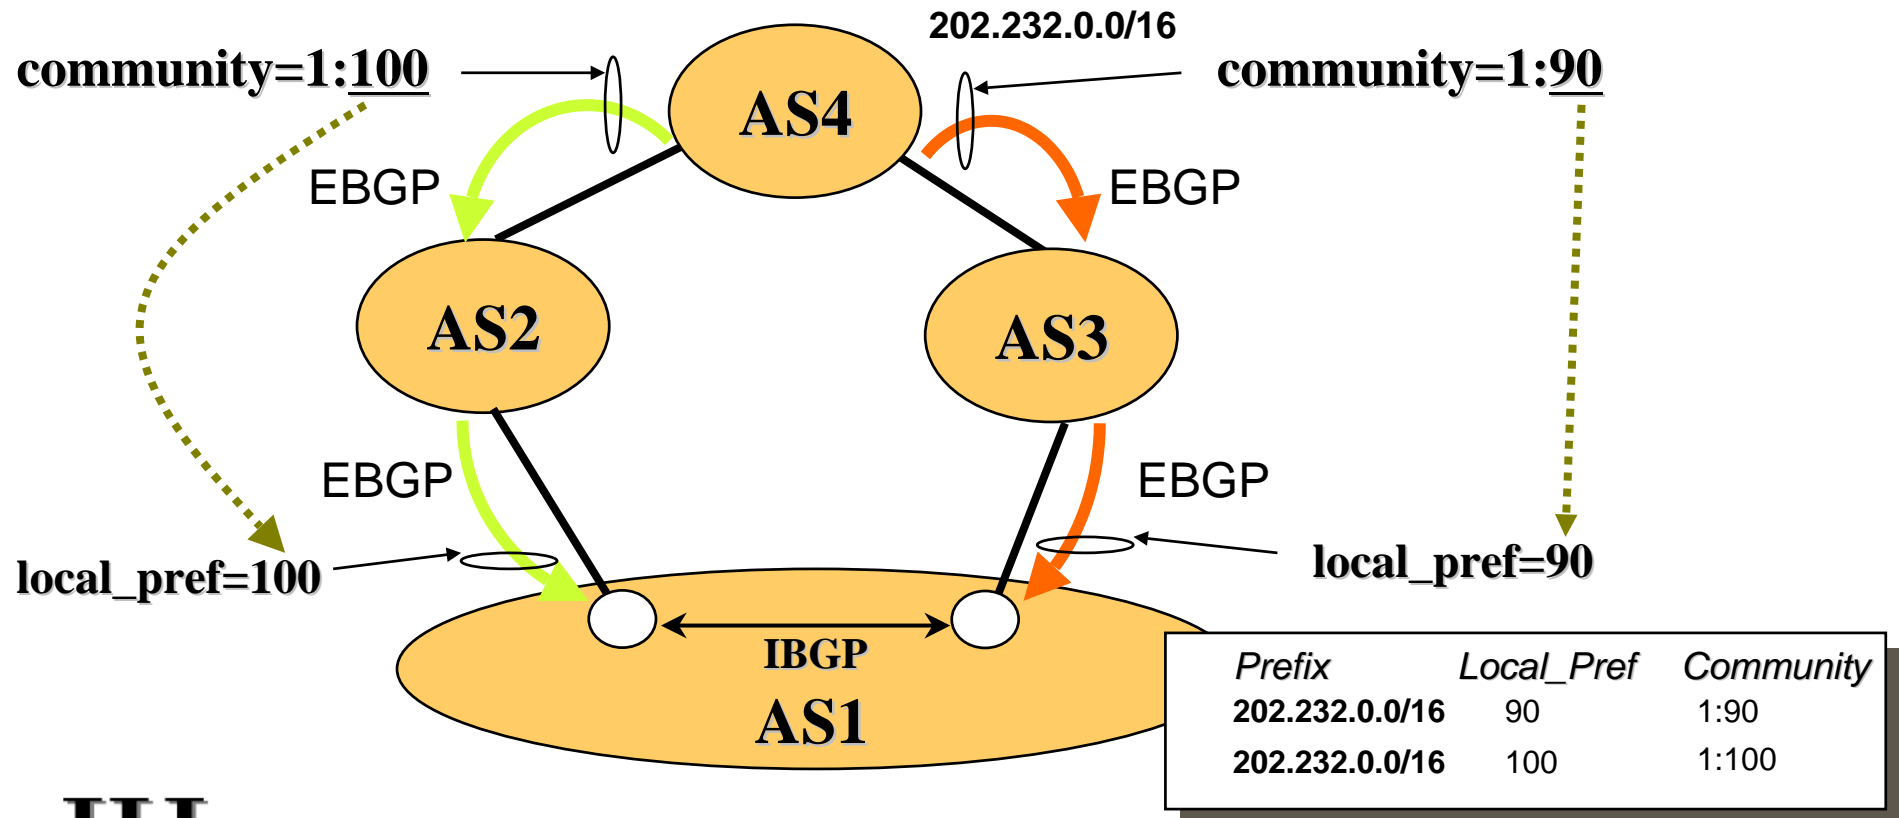 202.232.0.0/16
community=1:100
community=1:90
AS4
EBGP
EBGP
AS2
AS3
EBGP
EBGP
local_pref=100
local_pref=90
IBGP
AS1
Prefix Local_Pref Community
202.232.0.0/16 90 1:90
202.232.0.0/16 100 1:100